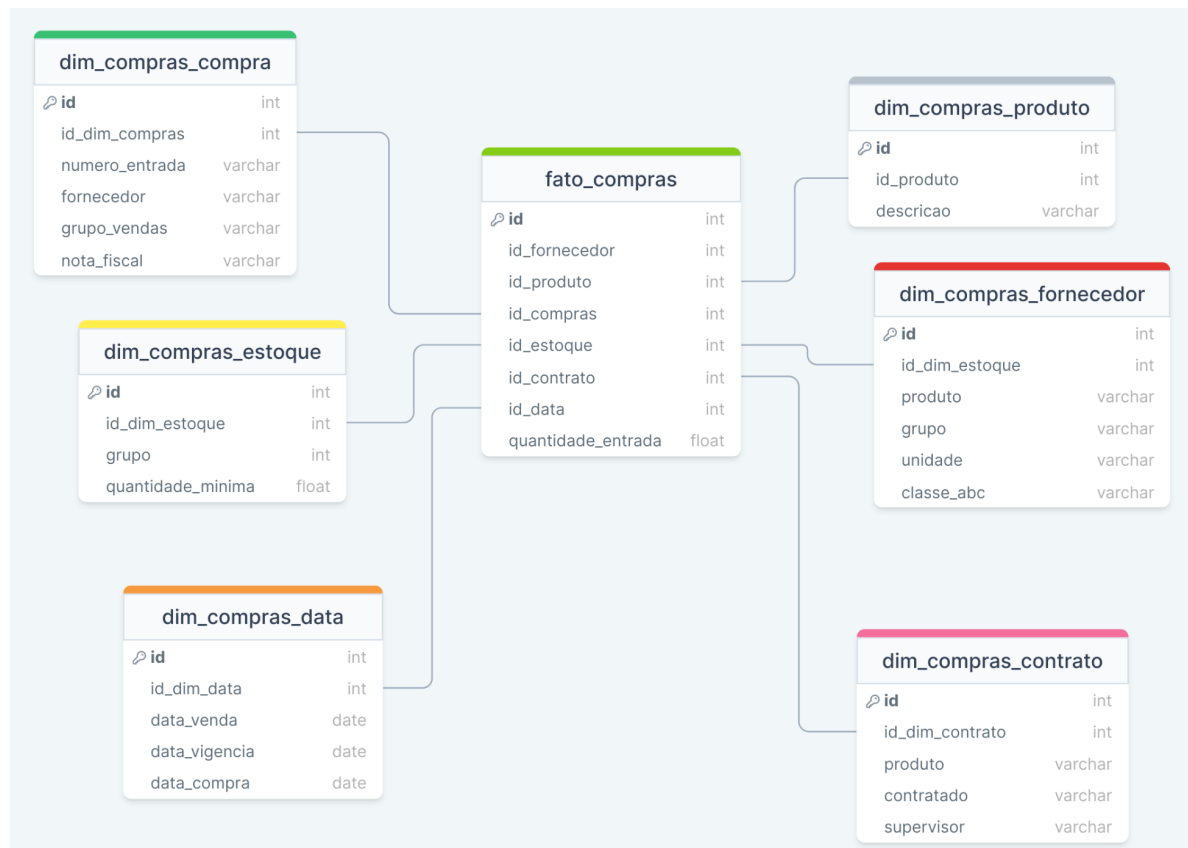 dim_compras_compra
id int
id_dim_compras int
numero_entrada varchar
fornecedor varchar
grupo_vendas varchar
nota_fiscal varchar
dim_compras_estoque
id int
id_dim_estoque int
grupo int
quantidade_minima float
dim_compras_data
id int
id_dim_data int
data_venda date
data_vigencia date
data_compra date
fato_compras
id int
id_fornecedor int
id_produto int
id_compras int
id_estoque int
id_contrato int
id_data int
quantidade_entrada float
dim_compras_produto
id int
id_produto int
descricao varchar
dim_compras_fornecedor
id int
id_dim_estoque int
produto varchar
grupo varchar
unidade varchar
classe_abc varchar
dim_compras_contrato
id int
id_dim_contrato int
produto varchar
contratado varchar
supervisor varchar